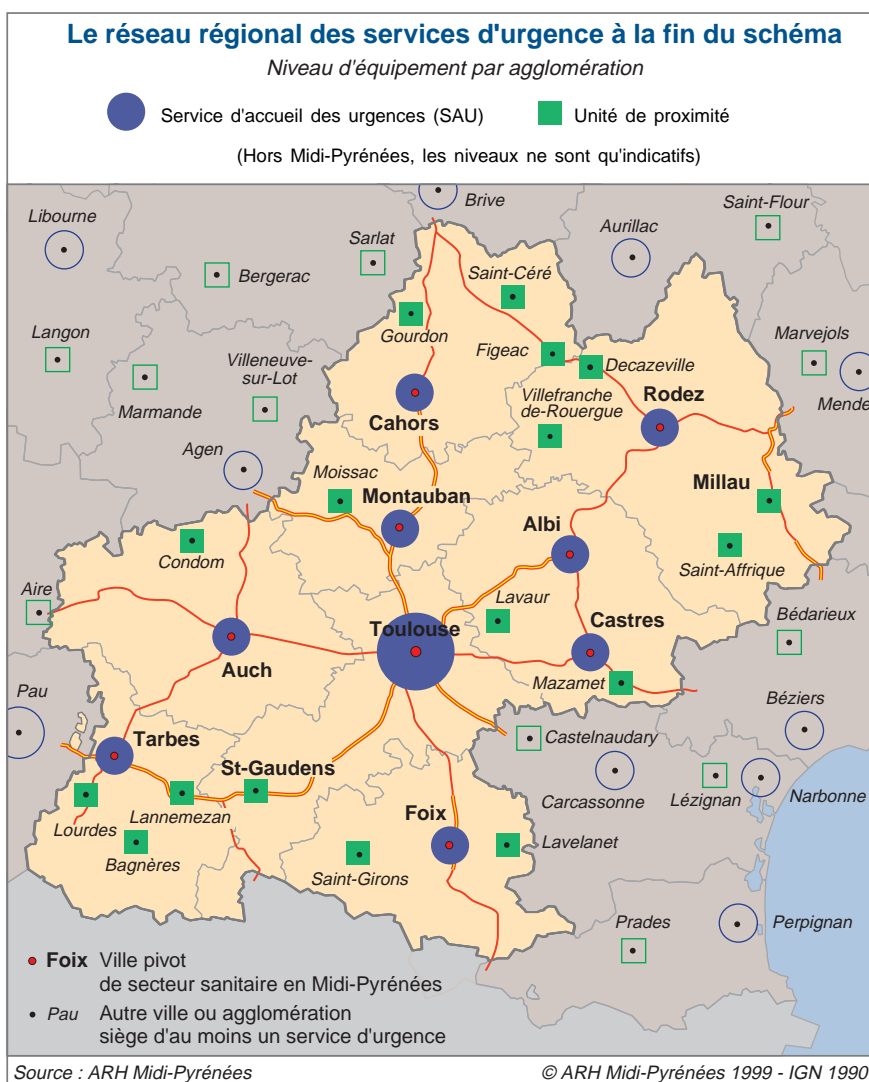 Le réseau régional des services d'urgence à la fin du schéma
Niveau d'équipement par agglomération
Service d'accueil des urgences (SAU)
Unité de proximité
(Hors Midi-Pyrénées, les niveaux ne sont qu'indicatifs)
Brive
Saint-Flour
Libourne
Aurillac
Sarlat
Bergerac
Saint-Céré
Gourdon
Langon
Marvejols
Figeac
Villeneuve-
sur-Lot
Decazeville
Marmande
Mende
Villefranche
de-Rouergue
Rodez
Cahors
Agen
Moissac
Millau
Montauban
Albi
Condom
Saint-Affrique
Aire
Lavaur
Bédarieux
Toulouse
Castres
Auch
Mazamet
Pau
Béziers
Tarbes
Castelnaudary
St-Gaudens
Carcassonne
Lézignan
Narbonne
Lannemezan
Foix
Lourdes
Lavelanet
Bagnères
Saint-Girons
Prades
Perpignan
Foix Ville pivot
de secteur sanitaire en Midi-Pyrénées
Pau Autre ville ou agglomération
siège d'au moins un service d'urgence
Source : ARH Midi-Pyrénées
© ARH Midi-Pyrénées 1999 - IGN 1990